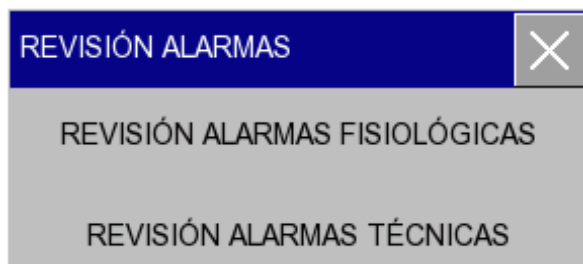 REVISIÓN ALARMAS
REVISIÓN ALARMAS FISIOLÓGICAS
REVISIÓN ALARMAS TÉCNICAS